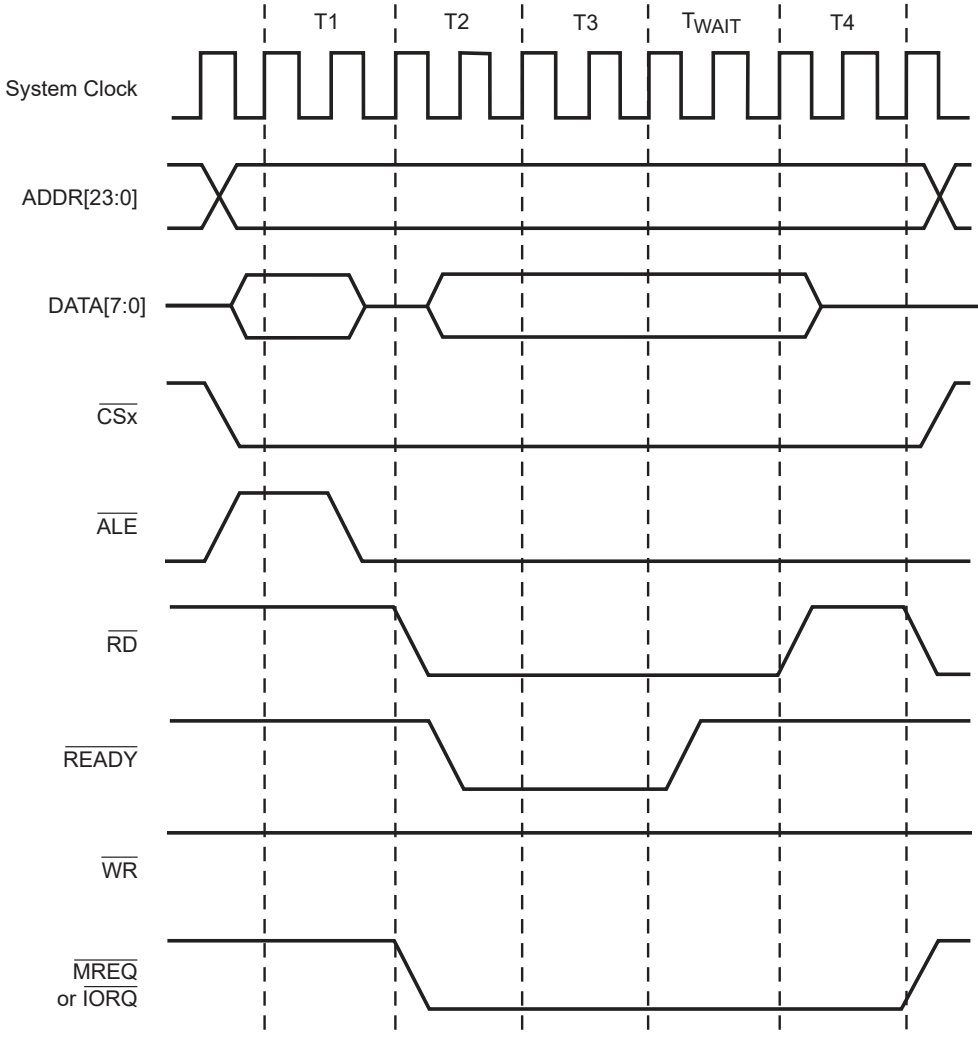 T1 T2 T3 TWAIT T4
System Clock
ADDR[23:0]
DATA[7:0]
CSx
ALE
RD
READY
WR
MREQ
or IORQ